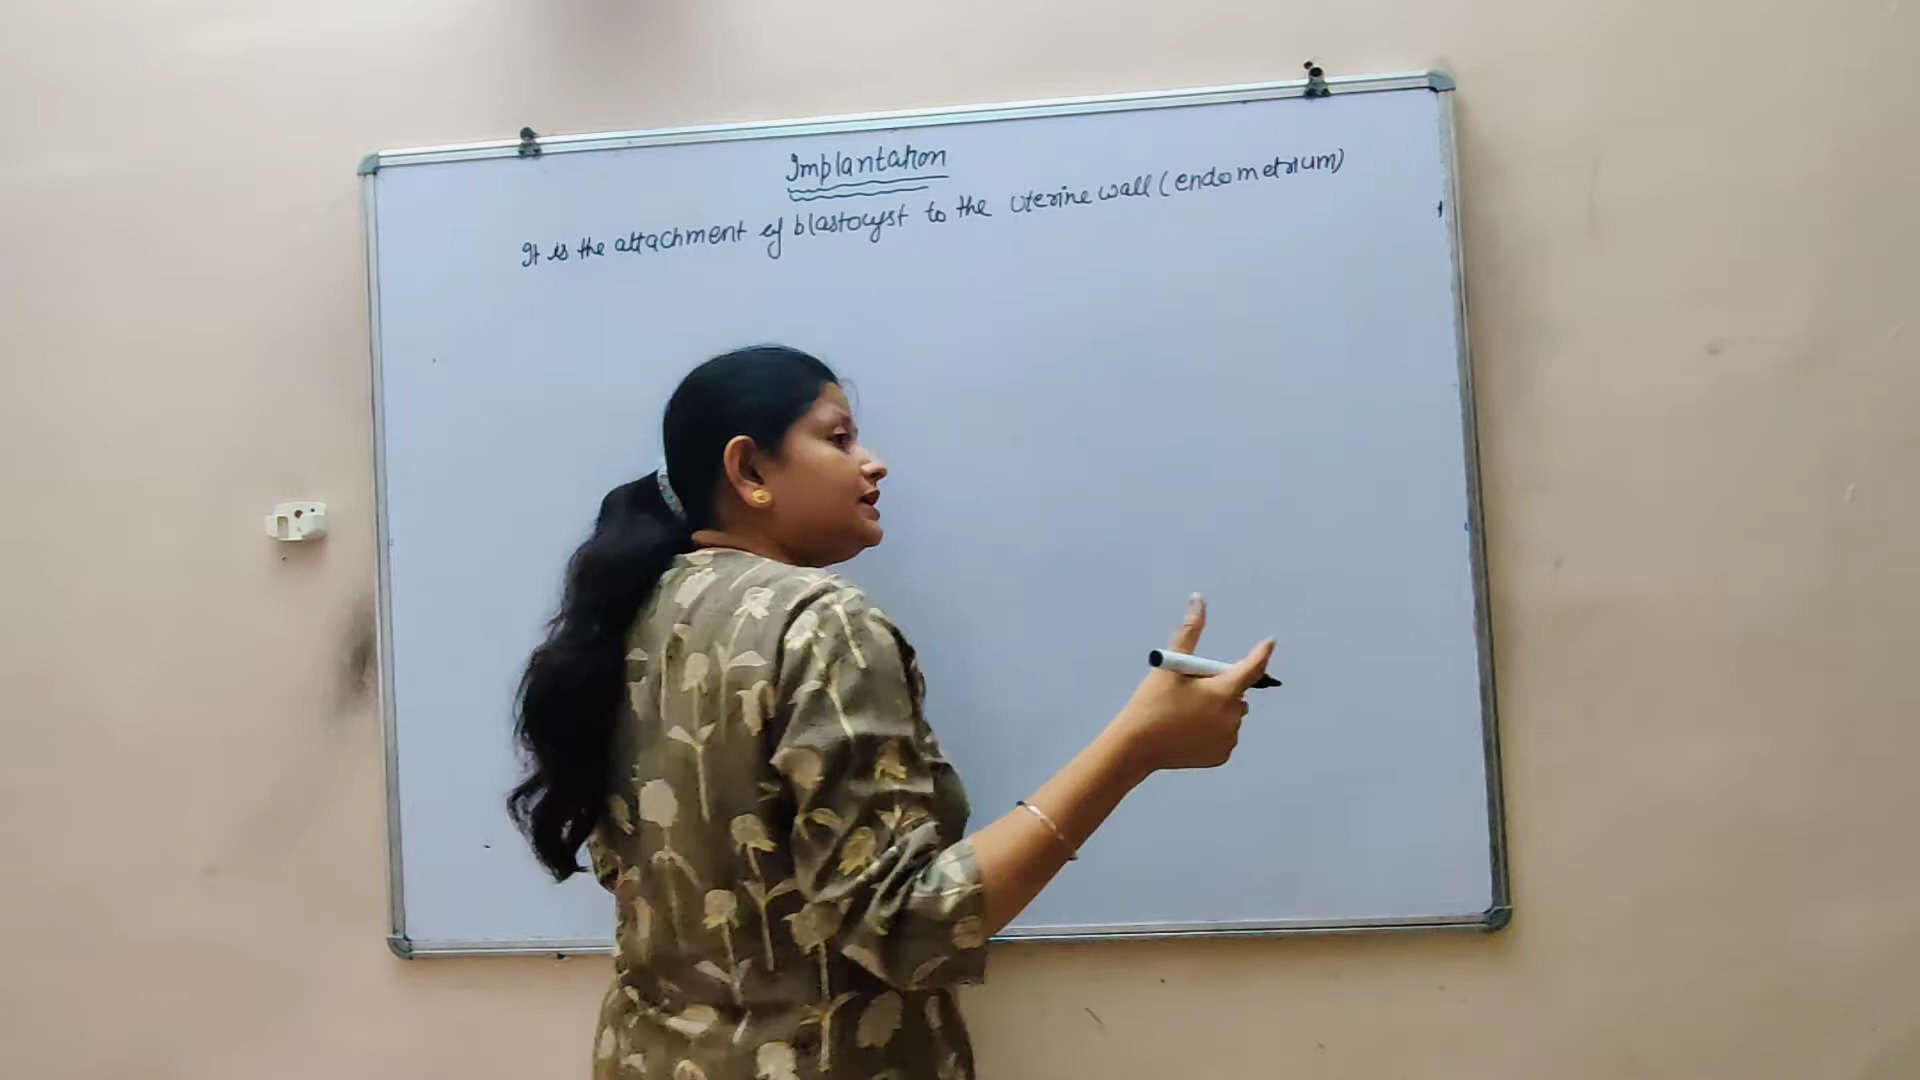 Implantation
It is the attachment of blastocyst to the uterine wall (endometrium)